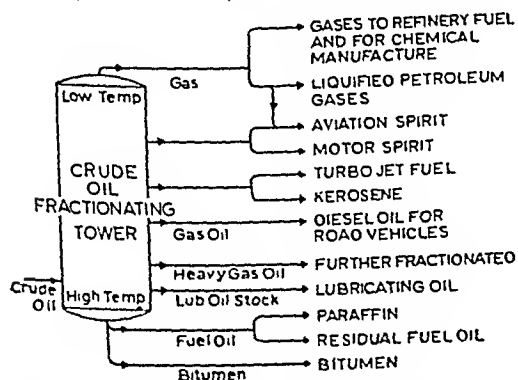 GASES TO REFINERY FUEL
AND FOR CHEMICAL
MANUFACTURE
Gas
Low Temp
LIQUIFIED PETROLEUM
GASES
AVIATION SPIRIT
MOTOR SPIRIT
TURBO JET FUEL
KEROSENE
CRUDE
OIL
FRACTIONATING
TOWER
Gas Oil
DIESEL OIL FOR
ROAD VEHICLES
Heavy Gas Oil
FURTHER FRACTIONATED
Crude
Oil
High Temp
Lub Oil Stock
LUBRICATING OIL
PARAFFIN
Fuel Oil
RESIDUAL FUEL OIL
Bitumen
BITUMEN